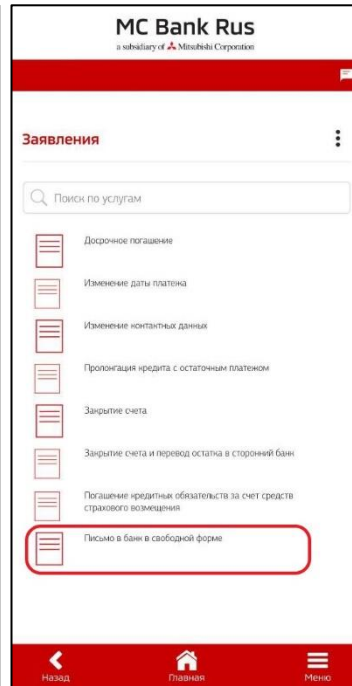 MC Bank Rus
a subsidiary of Mitsubishi Corporation
Заявления
Поиск по услугам
Досрочное погашение
Изменение даты платежа
Изменение контактных данных
Пролонгация кредита с остаточным платежом
Закрытие счета
Закрытие счета и перевод остатка в сторонний банк
Погашение кредитных обязательств за счет средств
страхового возмещения
Письмо в банк в свободной форме
Назад
Главная
Меню